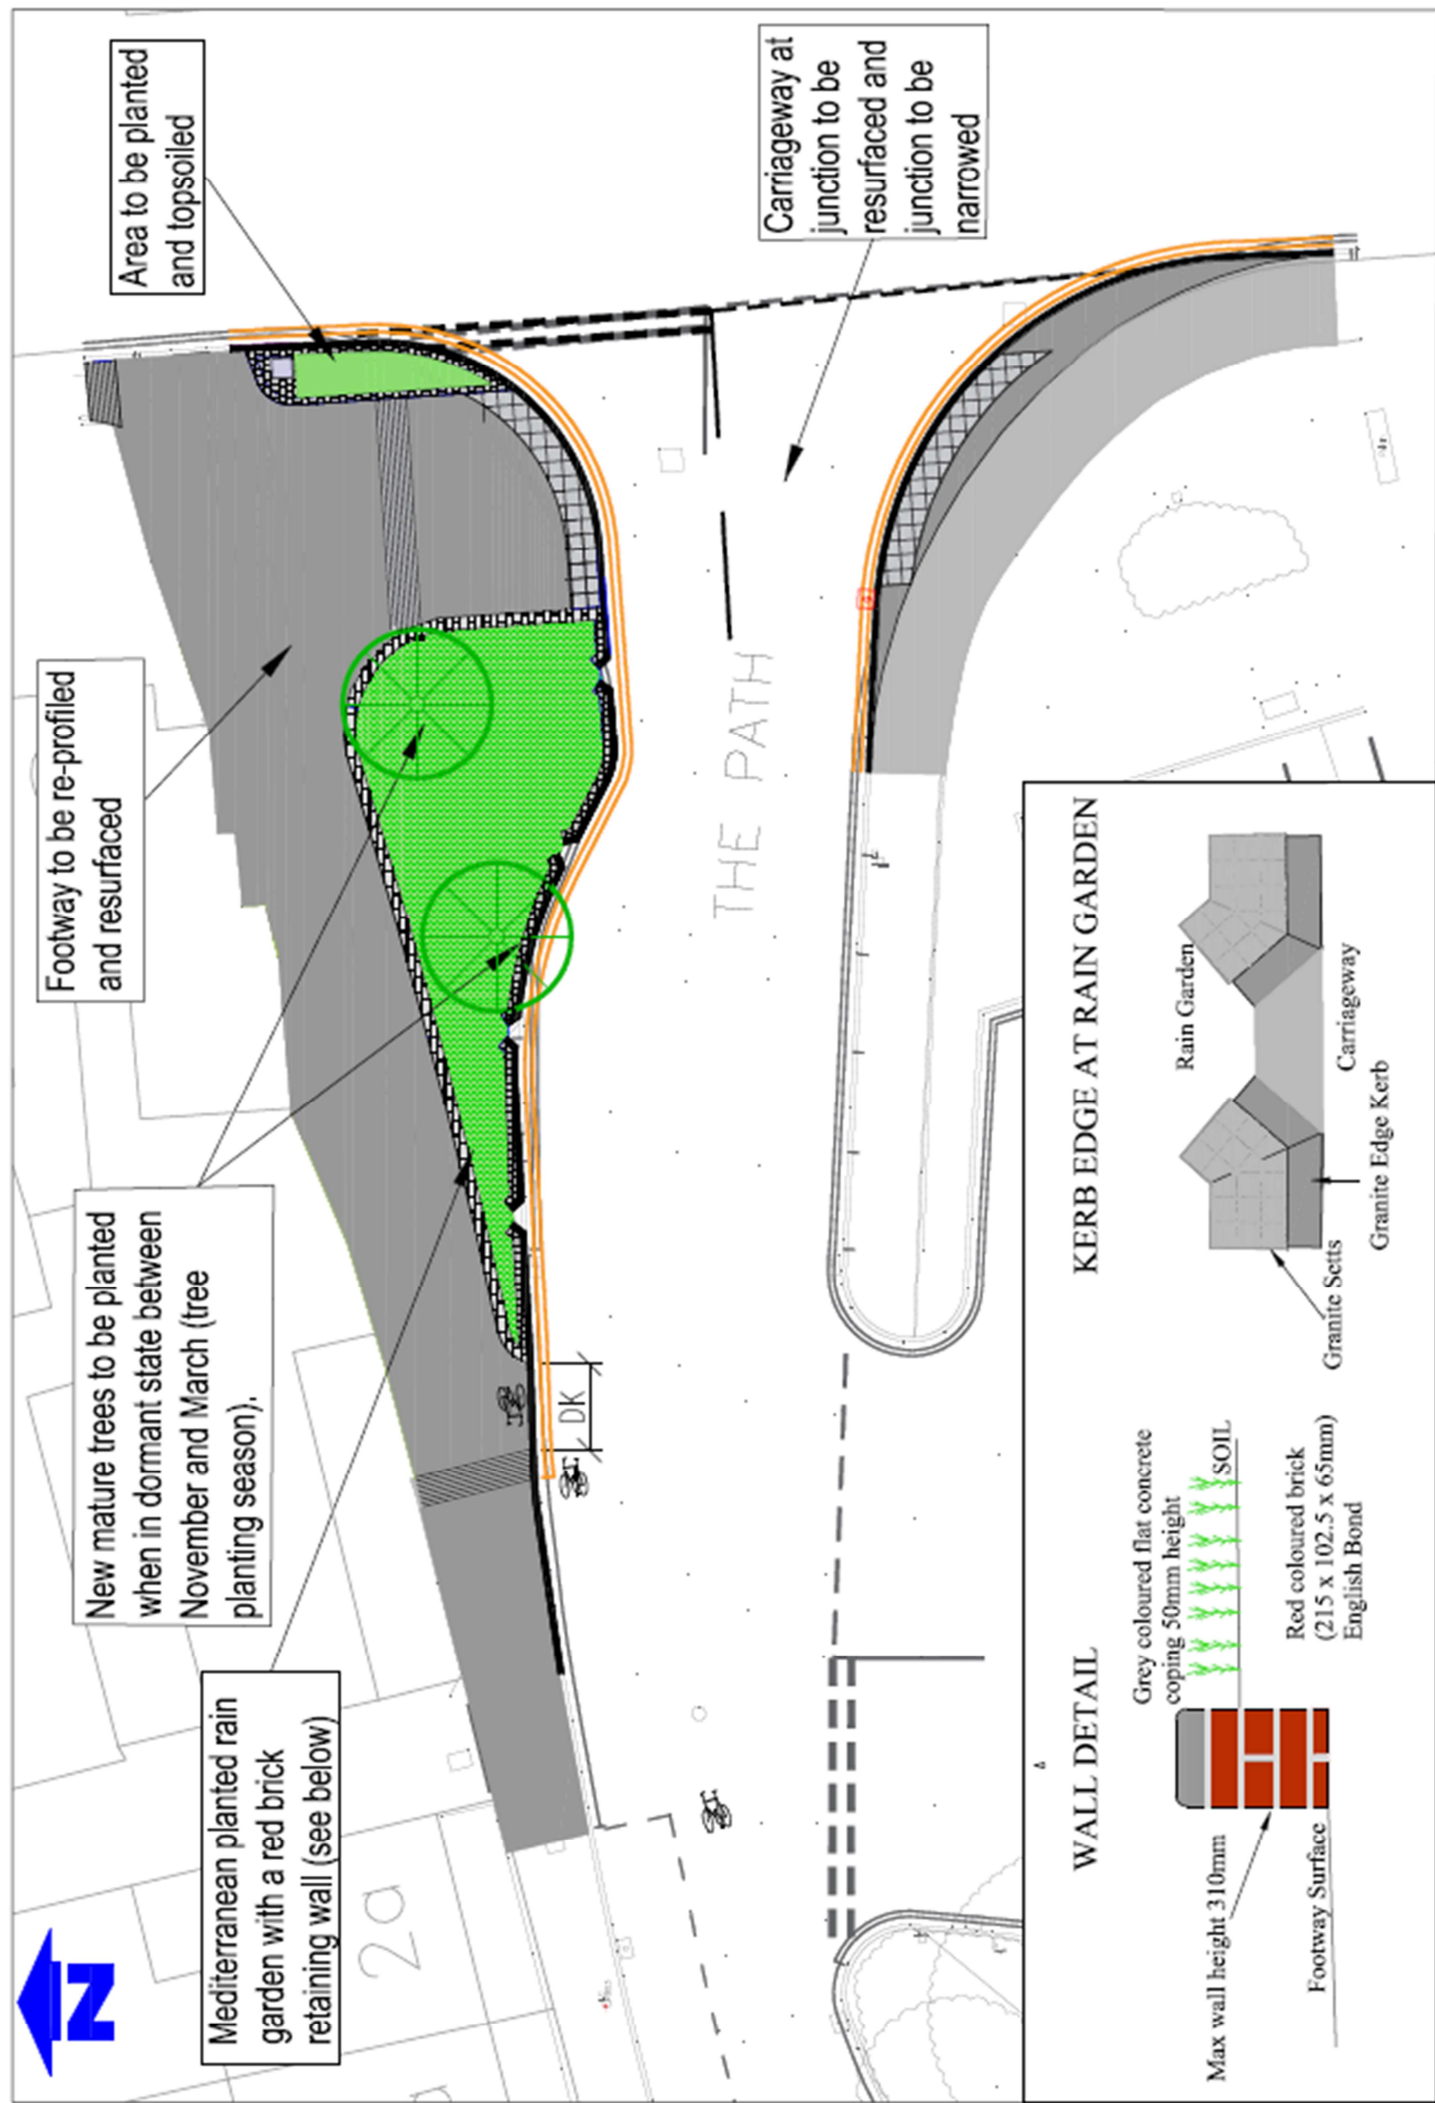 Area to be planted
and topsoiled
Carriageway at
junction to be
resurfaced and
junction to be
narrowed
Footway to be re-profiled
and resurfaced
New mature trees to be planted
when in dormant state between
November and March (tree
planting season).
Mediterranean planted rain
garden with a red brick
retaining wall (see below)
N
2a
THE PATH
DK
WALL DETAIL
Grey coloured flat concrete
coping 50mm height
SOIL
Max wall height 310mm
Footway Surface
Red coloured brick
(215 x 102.5 x 65mm)
English Bond
KERB EDGE AT RAIN GARDEN
Rain Garden
Carriageway
Granite Setts
Granite Edge Kerb